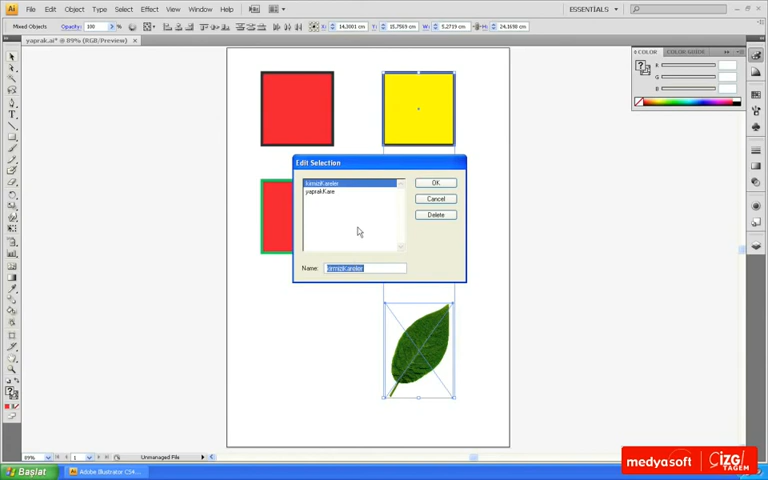 Ai File Edit Object Type Select Effect View Window Help ESSENTIALS
Mixed Objects Opacity: 100 X: 14,3001 cm Y: 15,7569 cm W: 5,2719 cm H: 24,1698 cm
yaprak.ai* @ 89% (RGB/Preview)
COLOR COLOR GUIDE
R
G
B
Edit Selection
kirmiziKareler
yaprakKare
OK
Cancel
Delete
Name: kirmiziKareler
89% 1 Unmanaged File
Başlat Adobe Illustrator CS4...
medyasoft ÇİZGİ TAGEM